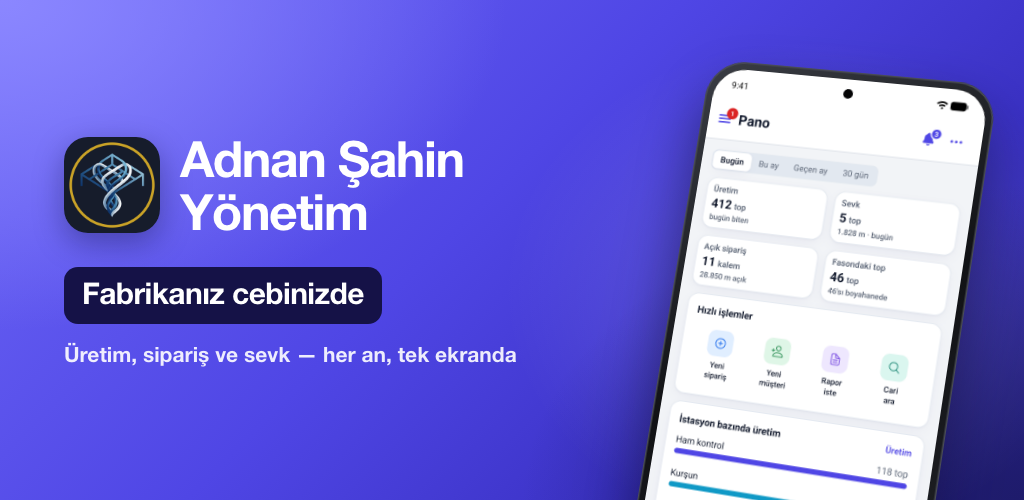 Adnan Şahin
Yönetim
Fabrikanız cebinizde
Üretim, sipariş ve sevk — her an, tek ekranda
9:41
1
Pano
3
Bugün Bu ay Geçen ay 30 gün
Üretim
412 top
bugün biten
Sevk
5 top
1.828 m · bugün
Açık sipariş
11 kalem
28.850 m açık
Fasondaki top
46 top
46'sı boyahanede
Hızlı işlemler
Yeni
sipariş
Yeni
müşteri
Rapor
iste
Cari
ara
İstasyon bazında üretim
Üretim
Ham kontrol
118 top
Kurşun